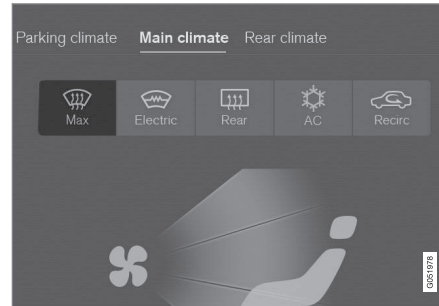 Parking climate Main climate Rear climate
Max Electric Rear AC Recirc
G051978